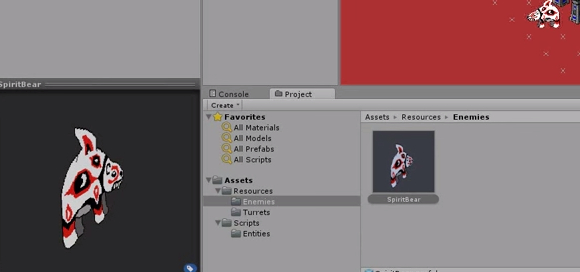 SpiritBear
Console
Project
Create
Favorites
All Materials
All Models
All Prefabs
All Scripts
Assets
Resources
Enemies
Turrets
Scripts
Entities
Assets ▸ Resources ▸ Enemies
SpiritBear